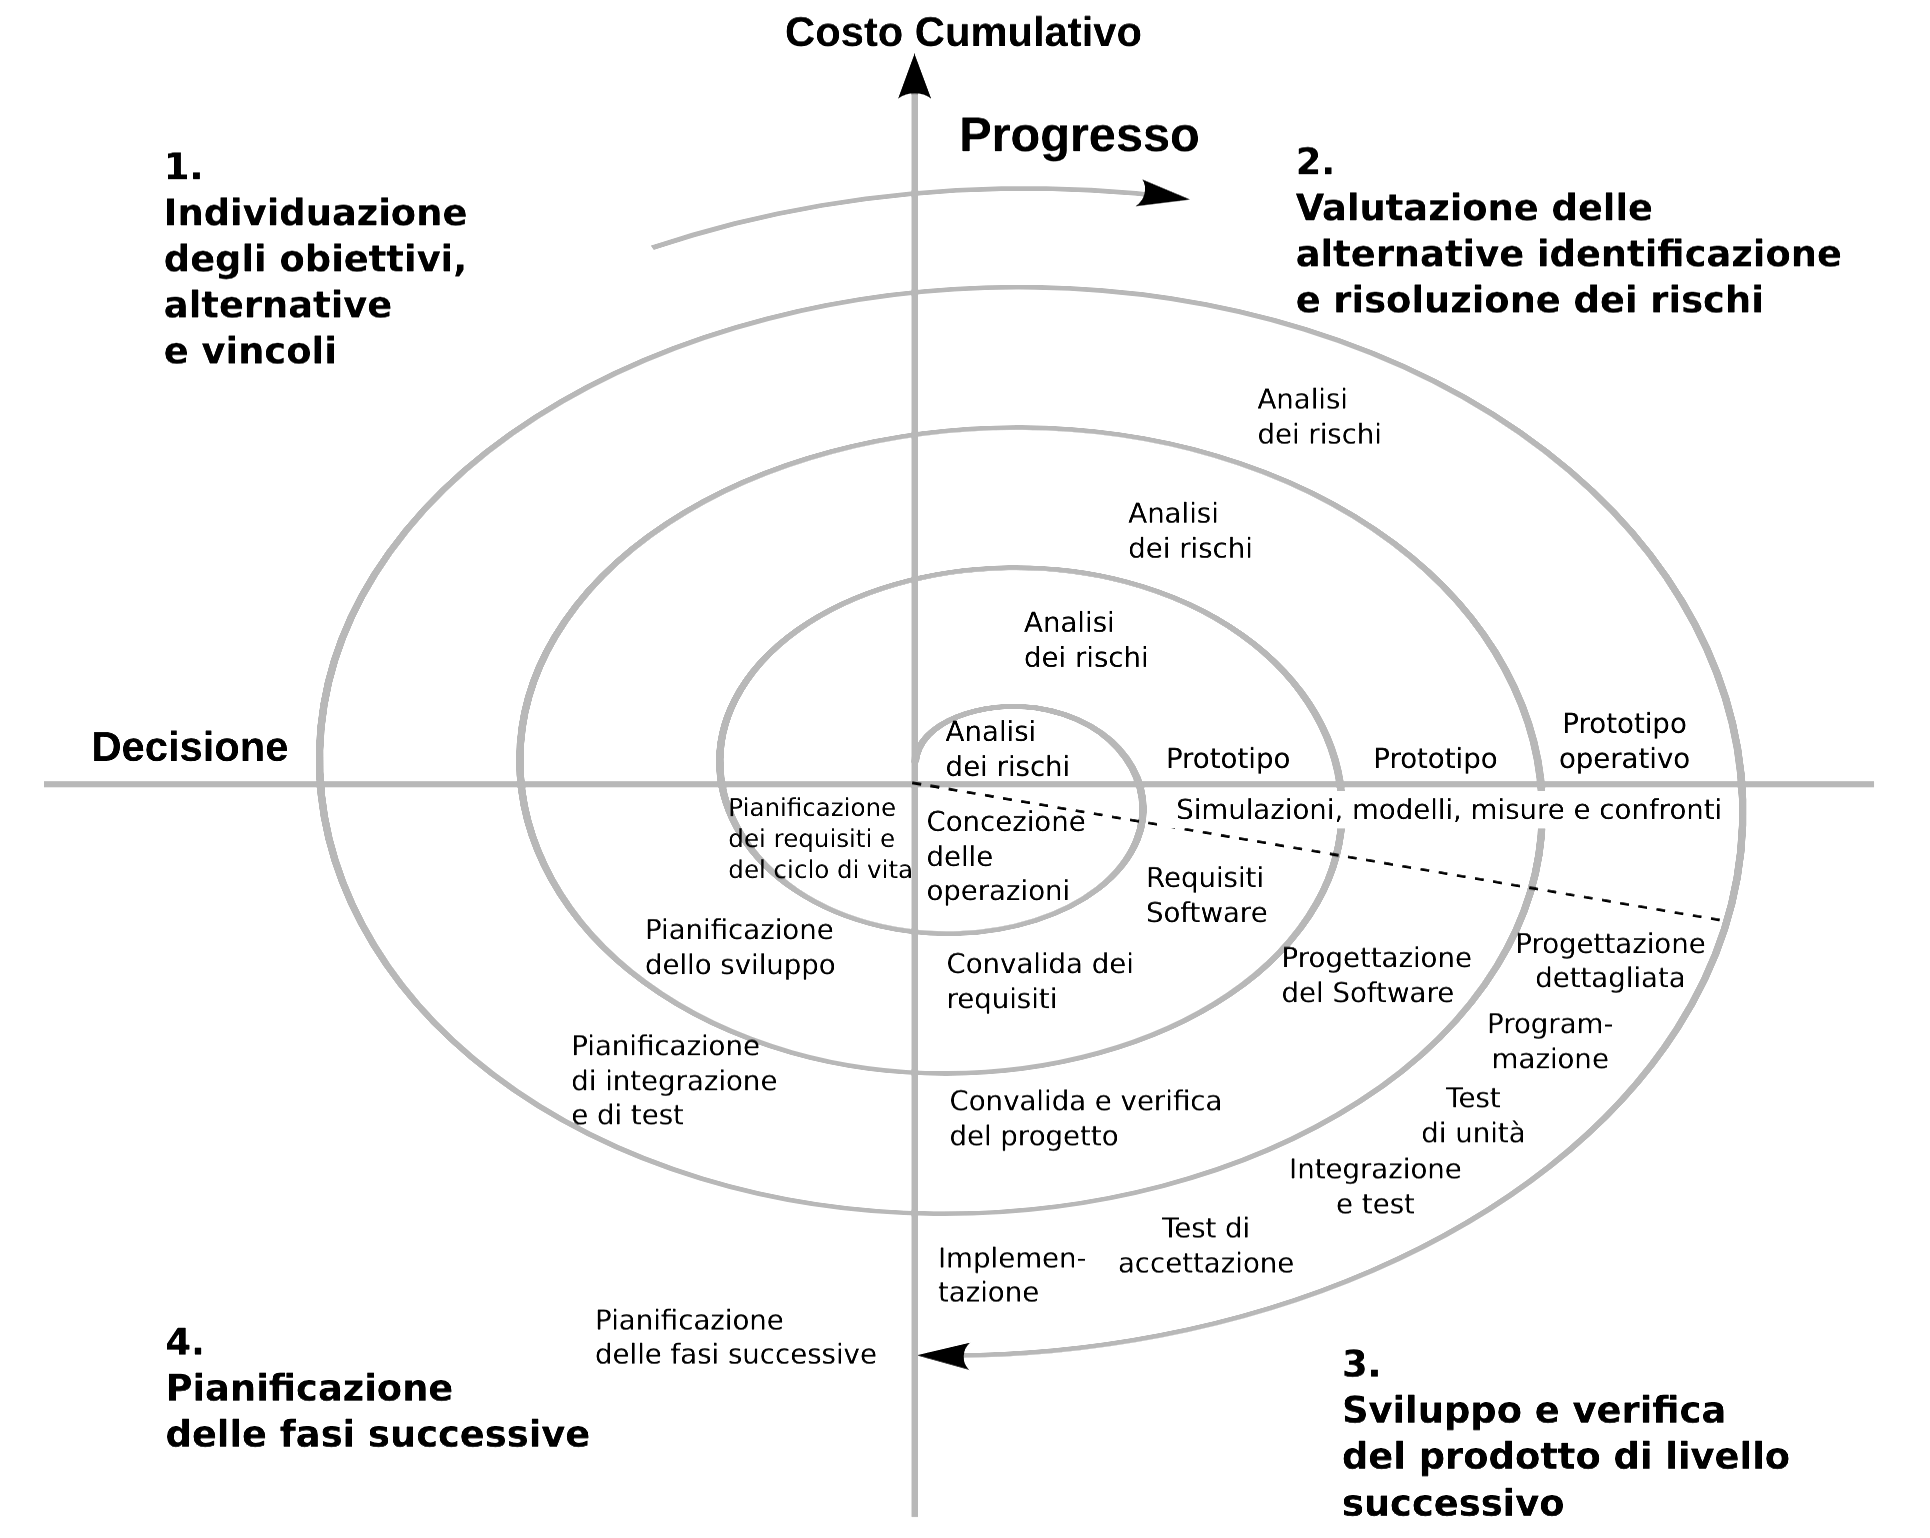 Costo Cumulativo
Progresso
1.
Individuazione
degli obiettivi,
alternative
e vincoli
2.
Valutazione delle
alternative identificazione
e risoluzione dei rischi
Analisi
dei rischi
Analisi
dei rischi
Analisi
dei rischi
Analisi
dei rischi
Prototipo
Prototipo
Prototipo
operativo
Decisione
Simulazioni, modelli, misure e confronti
Pianificazione
dei requisiti e
del ciclo di vita
Concezione
delle
operazioni
Requisiti
Software
Progettazione
del Software
Progettazione
dettagliata
Pianificazione
dello sviluppo
Convalida dei
requisiti
Program-
mazione
Pianificazione
di integrazione
e di test
Convalida e verifica
del progetto
Test
di unità
Integrazione
e test
Test di
accettazione
Implemen-
tazione
Pianificazione
delle fasi successive
4.
Pianificazione
delle fasi successive
3.
Sviluppo e verifica
del prodotto di livello
successivo